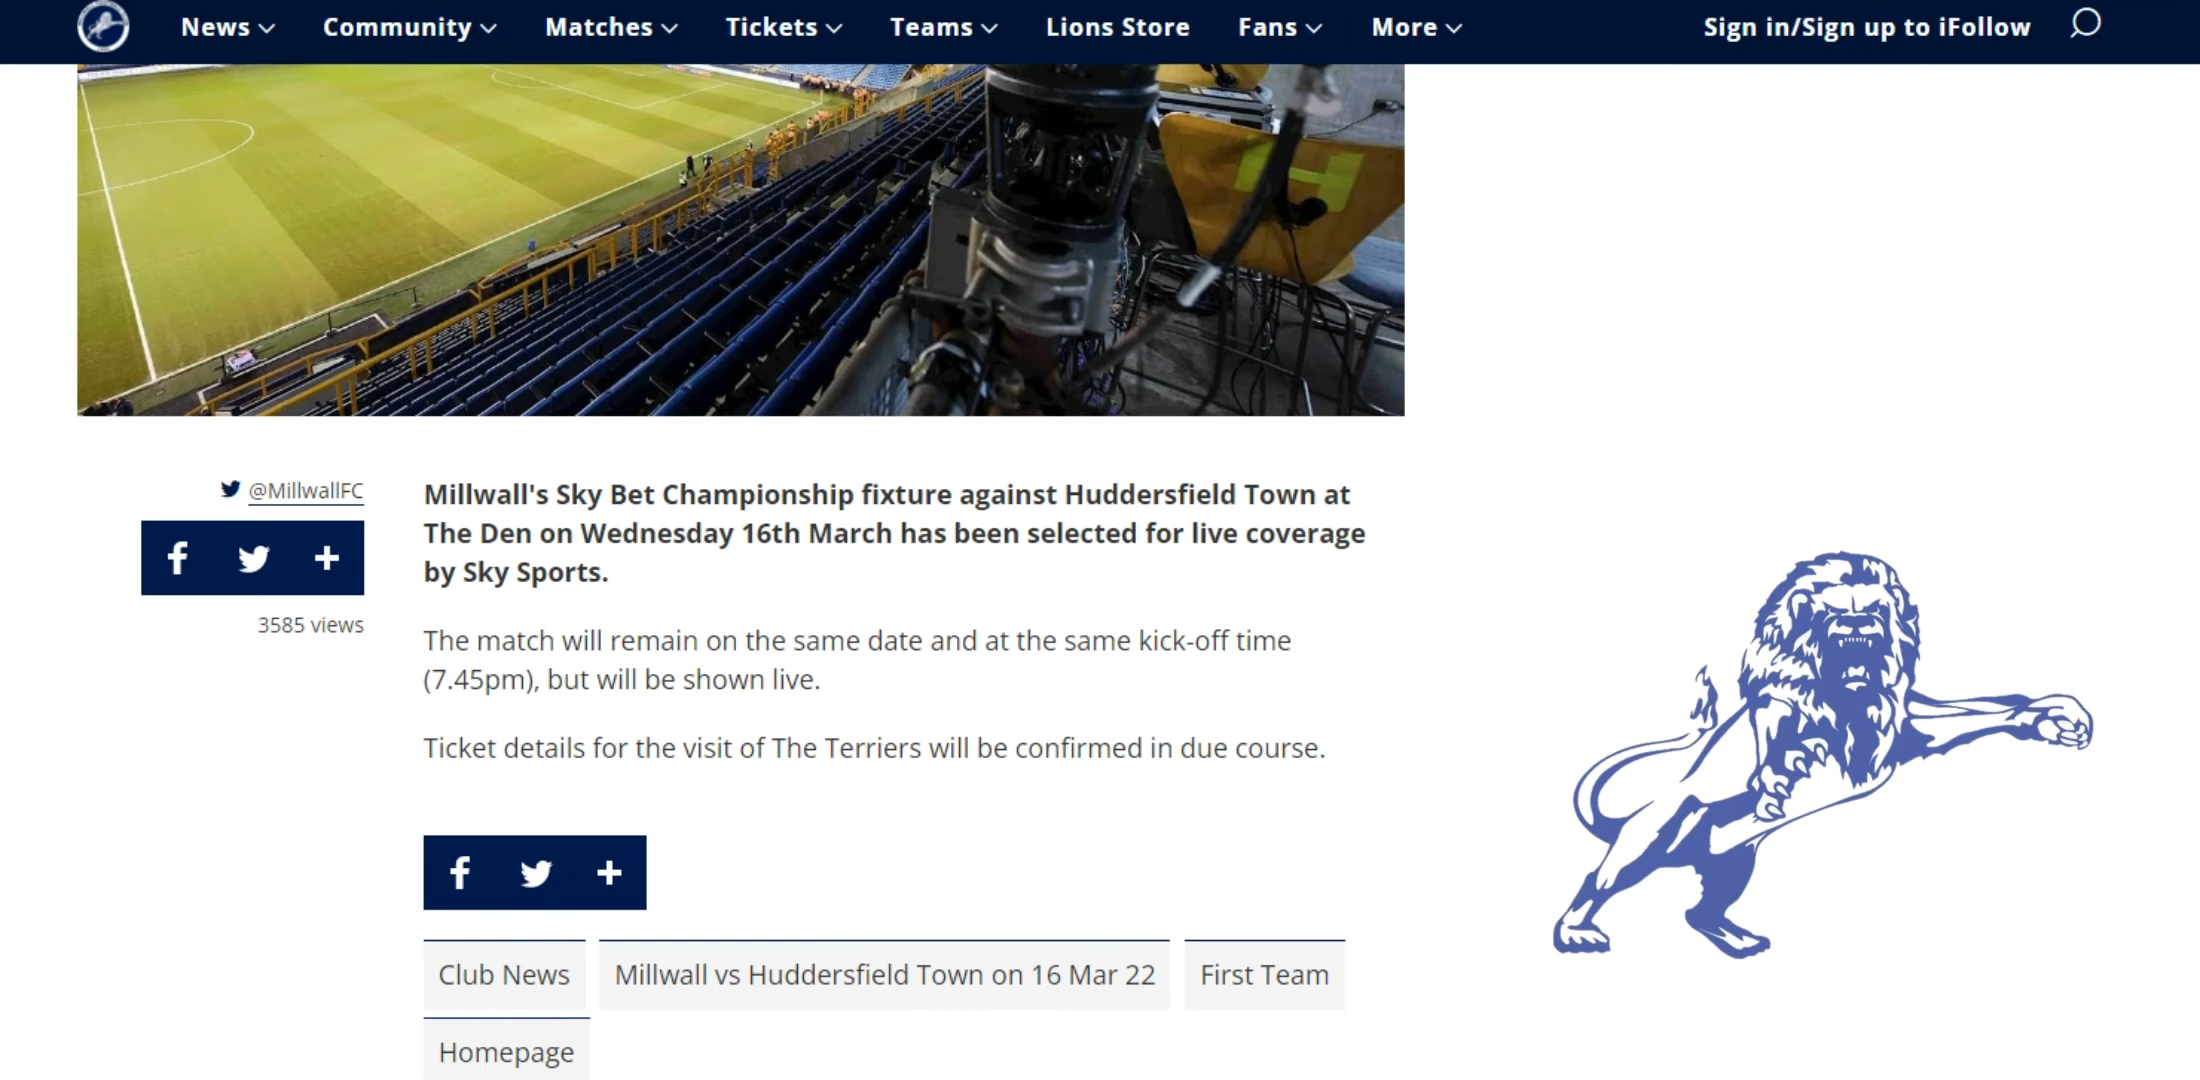 News
Community
Matches
Tickets
Teams
Lions Store
Fans
More
Sign in/Sign up to iFollow
@MillwallFC
3585 views
Millwall's Sky Bet Championship fixture against Huddersfield Town at
The Den on Wednesday 16th March has been selected for live coverage
by Sky Sports.
The match will remain on the same date and at the same kick-off time
(7.45pm), but will be shown live.
Ticket details for the visit of The Terriers will be confirmed in due course.
Club News
Millwall vs Huddersfield Town on 16 Mar 22
First Team
Homepage